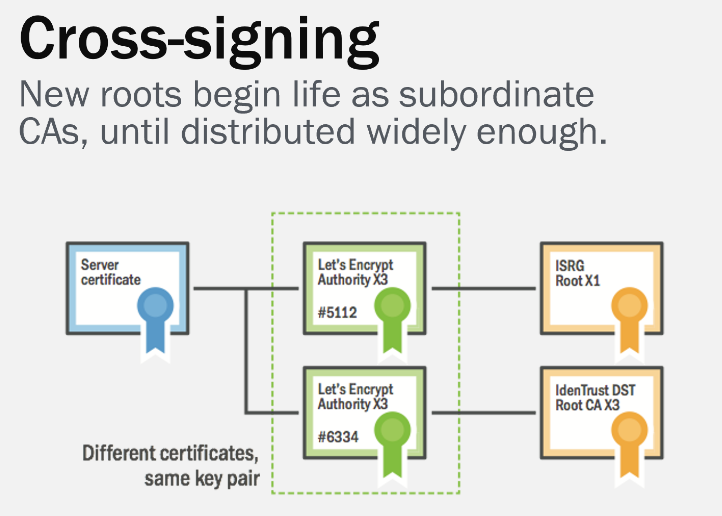 Cross-signing
New roots begin life as subordinate
CAs, until distributed widely enough.
Server
certificate
Let's Encrypt
Authority X3
#5112
ISRG
Root X1
Let's Encrypt
Authority X3
#6334
IdenTrust DST
Root CA X3
Different certificates,
same key pair